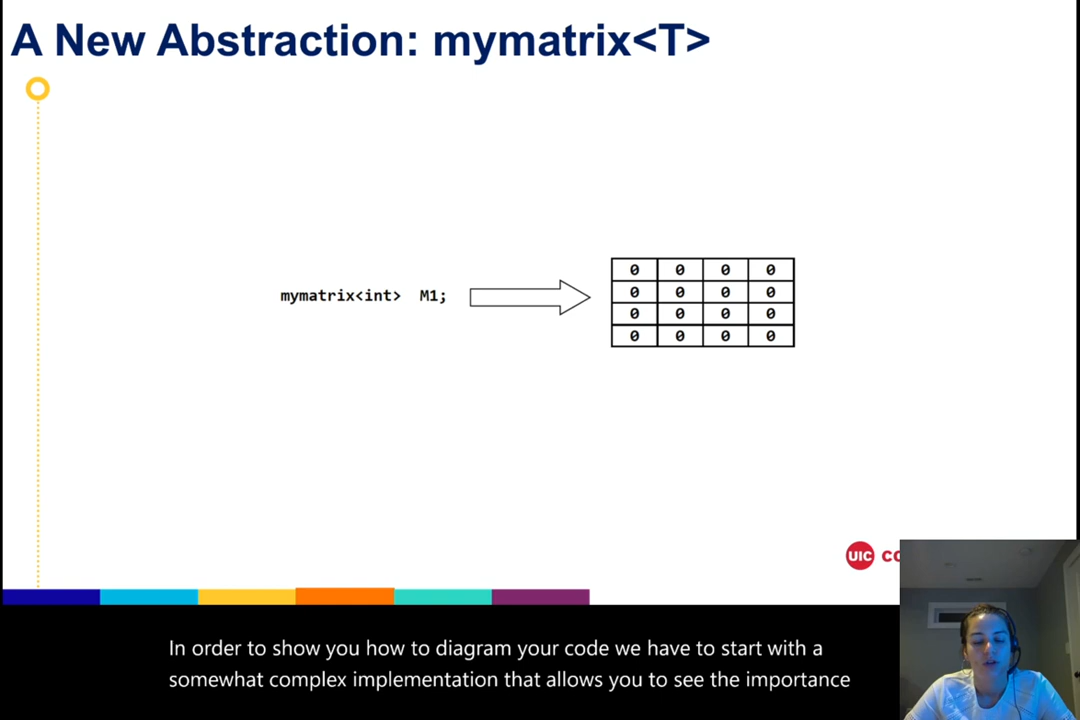 A New Abstraction: mymatrix<T>
mymatrix<int> M1;
0 0 0 0
0 0 0 0
0 0 0 0
0 0 0 0
UIC
In order to show you how to diagram your code we have to start with a
somewhat complex implementation that allows you to see the importance